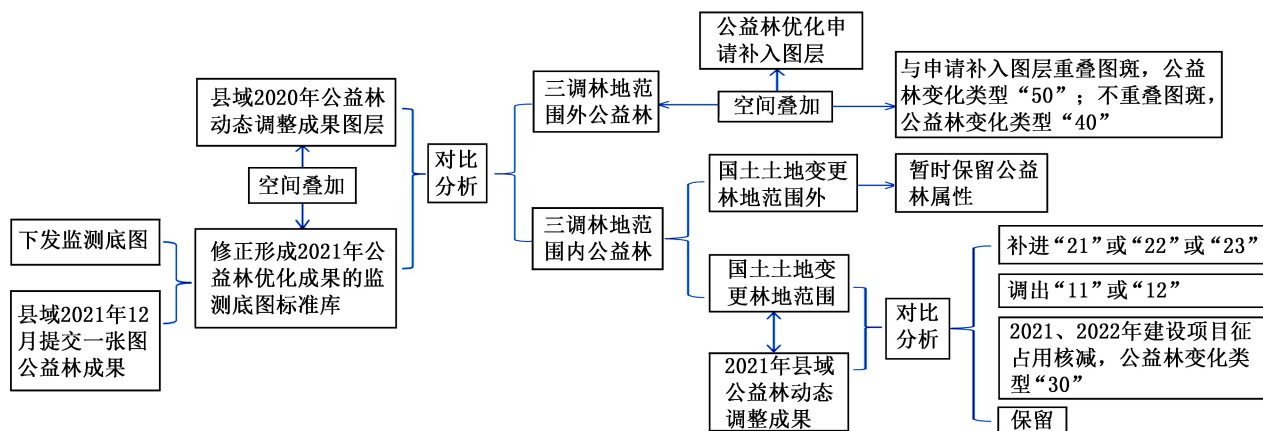 公益林优化申
请补入图层
县域2020年公益林
动态调整成果图层
三调林地范
围外公益林
空间叠加
与申请补入图层重叠图斑，公益
林变化类型“50”；不重叠图斑，
公益林变化类型“40”
对比
分析
空间叠加
国土土地变更
林地范围外
暂时保留公益
林属性
下发监测底图
修正形成2021年公
益林优化成果的监
测底图标准库
三调林地范
围内公益林
国土土地变
更林地范围
补进“21”或“22”或“23”
调出“11”或“12”
县域2021年12
月提交一张图
公益林成果
对比
分析
2021、2022年建设项目征
占用核减，公益林变化类
型“30”
2021年县域
公益林动态
调整成果
保留